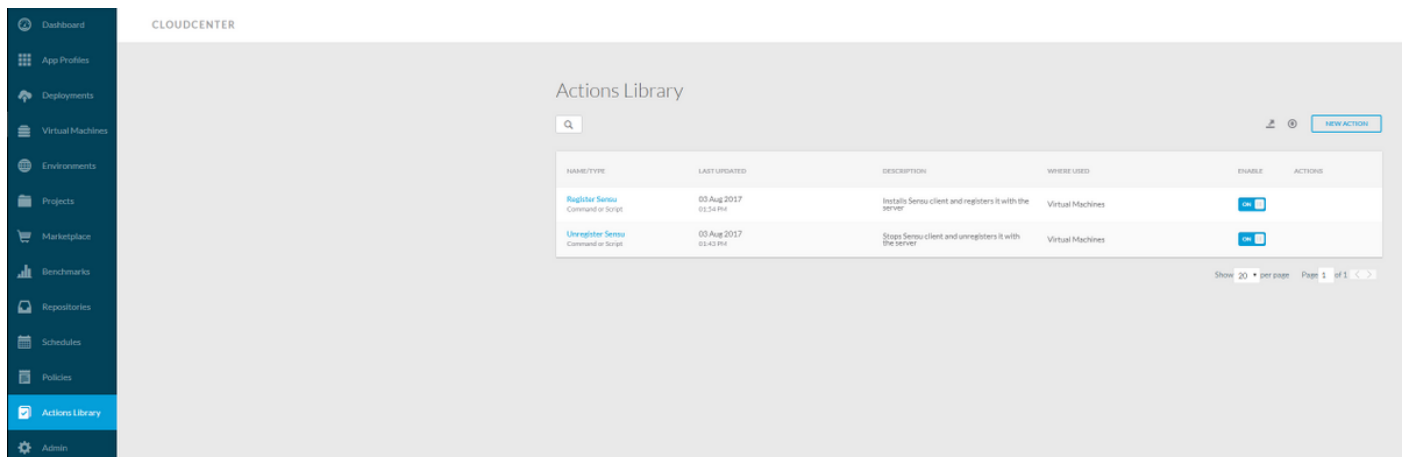 Dashboard
CLOUDCENTER
App Profiles
Deployments
Virtual Machines
Environments
Projects
Marketplace
Benchmarks
Repositories
Schedules
Policies
Actions Library
Admin
Actions Library
NEW ACTION
NAME/TYPE LAST UPDATED DESCRIPTION WHERE USED ENABLE ACTIONS
Register Sensu 03 Aug 2017 Installs Sensu client and registers it with the Virtual Machines ON
Command or Script 01:54 PM server
Unregister Sensu 03 Aug 2017 Stops Sensu client and unregisters it with Virtual Machines ON
Command or Script 01:43 PM the server
Show 20 per page Page 1 of 1